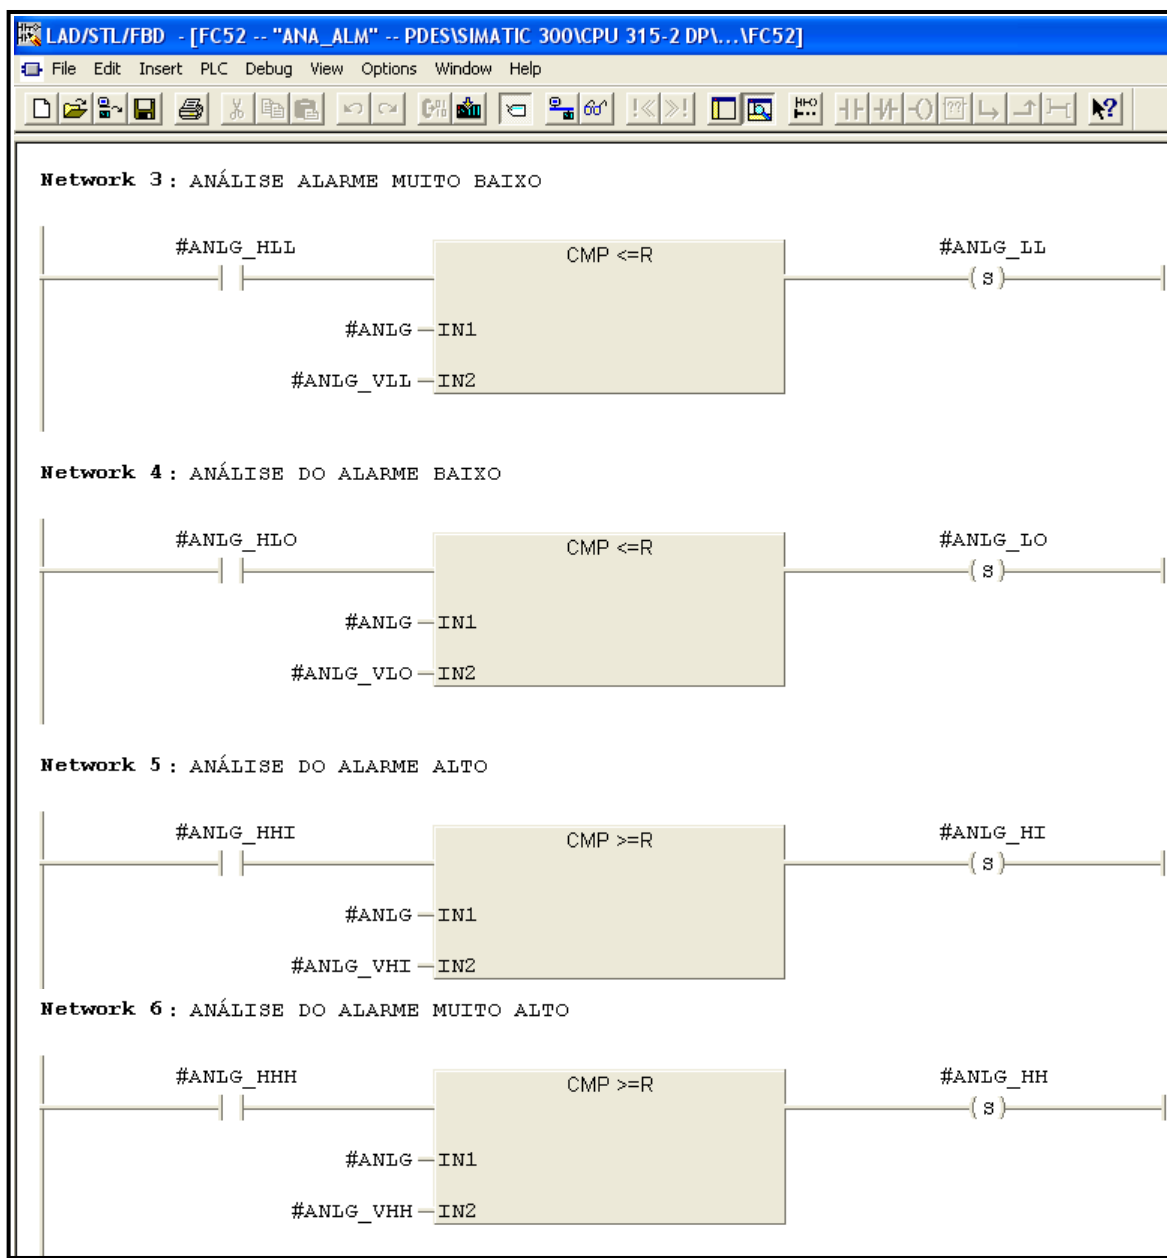 LAD/STL/FBD - [FC52 -- "ANA_ALM" -- PDES\SIMATIC 300\CPU 315-2 DP\...\FC52]
File Edit Insert PLC Debug View Options Window Help
Network 3 : ANÁLISE ALARME MUITO BAIXO
#ANLG_HLL CMP <=R #ANLG_LL
( S )
#ANLG IN1
#ANLG_VLL IN2
Network 4 : ANÁLISE DO ALARME BAIXO
#ANLG_HLO CMP <=R #ANLG_LO
( S )
#ANLG IN1
#ANLG_VLO IN2
Network 5 : ANÁLISE DO ALARME ALTO
#ANLG_HHI CMP >=R #ANLG_HI
( S )
#ANLG IN1
#ANLG_VHI IN2
Network 6 : ANÁLISE DO ALARME MUITO ALTO
#ANLG_HHH CMP >=R #ANLG_HH
( S )
#ANLG IN1
#ANLG_VHH IN2